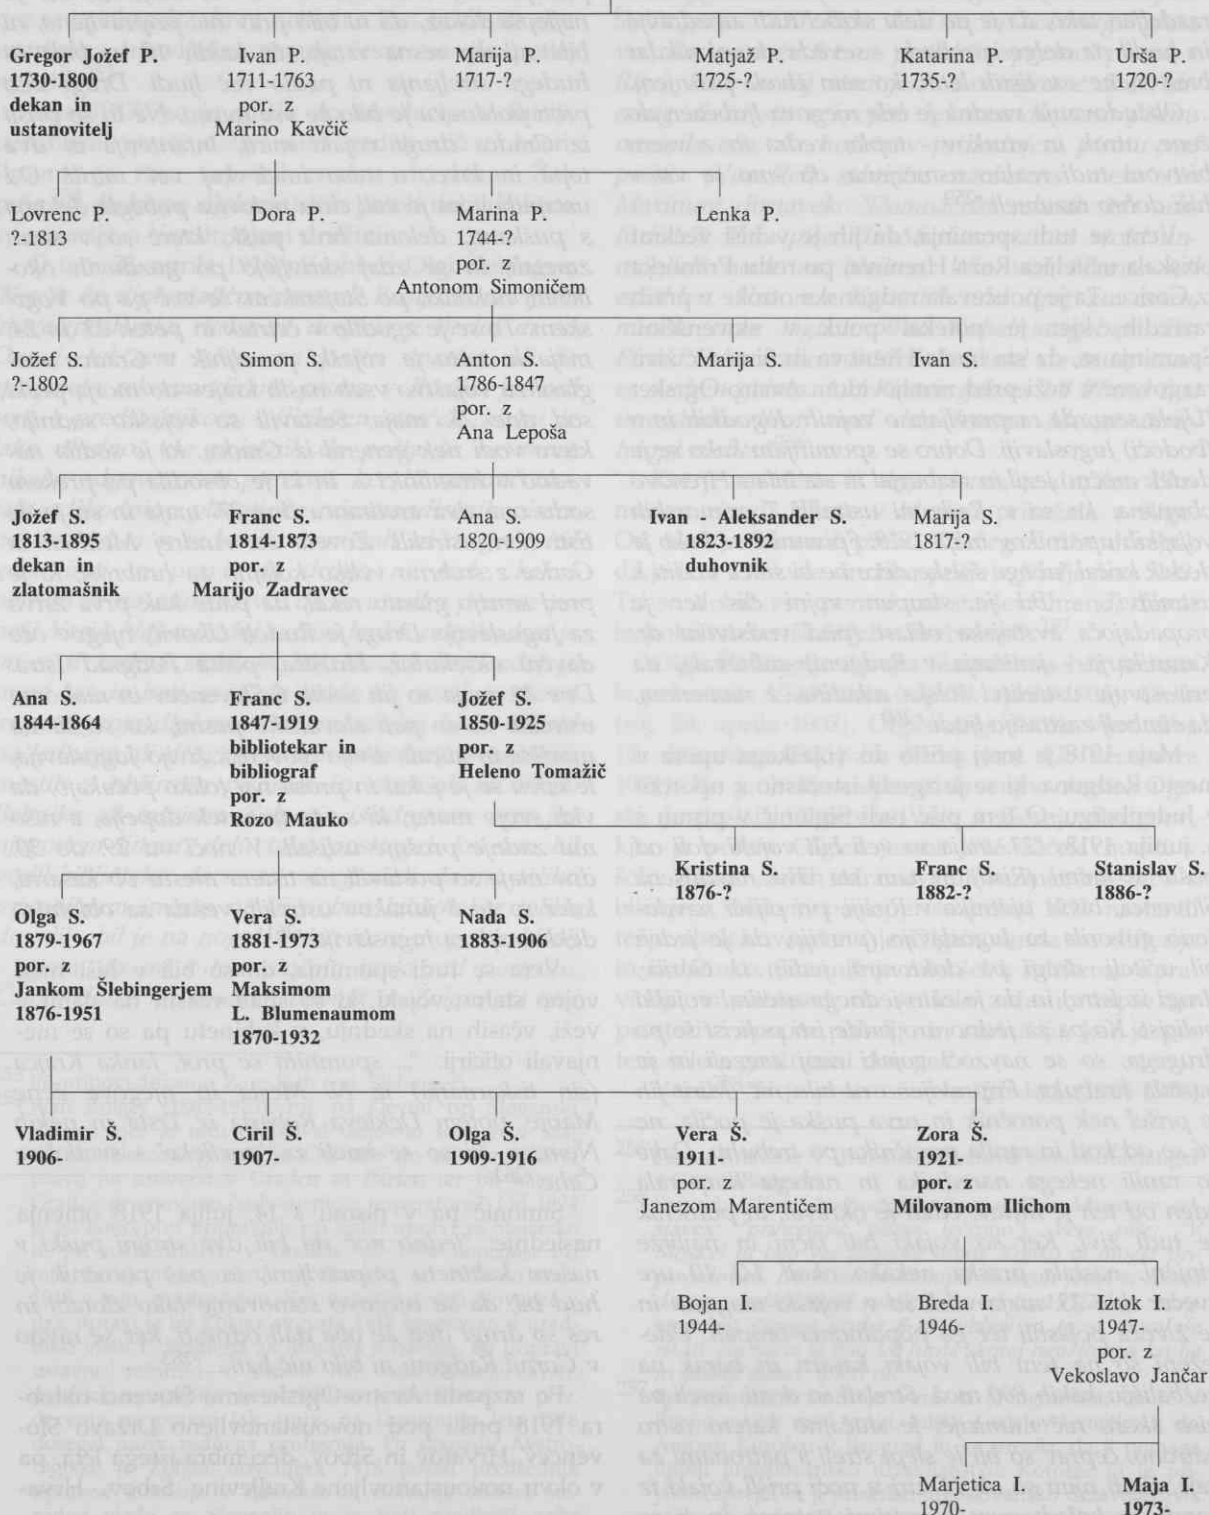 Gregor Jožef P.
1730-1800
dekan in
ustanovitelj
Ivan P.
1711-1763
por. z
Marino Kavčič
Marija P.
1717-?
Matjaž P.
1725-?
Katarina P.
1735-?
Urša P.
1720-?
Lovrenc P.
?-1813
Dora P.
Marina P.
1744-?
por. z
Antonom Simoničem
Lenka P.
Jožef S.
?-1802
Simon S.
Anton S.
1786-1847
por. z
Ana Lepoša
Marija S.
Ivan S.
Jožef S.
1813-1895
dekan in
zlatomašnik
Franc S.
1814-1873
por. z
Marijo Zadravec
Ana S.
1820-1909
Ivan - Aleksander S.
1823-1892
duhovnik
Marija S.
1817-?
Ana S.
1844-1864
Franc S.
1847-1919
bibliotekar in
bibliograf
por. z
Rozo Mauko
Jožef S.
1850-1925
por. z
Heleno Tomažič
Kristina S.
1876-?
Franc S.
1882-?
Stanislav S.
1886-?
Olga S.
1879-1967
por. z
Jankom Šlebingerjem
1876-1951
Vera S.
1881-1973
por. z
Maksimom
L. Blumenaumom
1870-1932
Nada S.
1883-1906
Vladimir Š.
1906-
Ciril Š.
1907-
Olga Š.
1909-1916
Vera Š.
1911-
por. z
Janezom Marentičem
Zora Š.
1921-
por. z
Milovanom Ilichom
Bojan I.
1944-
Breda I.
1946-
Iztok I.
1947-
por. z
Vekoslavo Jančar
Marjetica I.
1970-
Maja I.
1973-